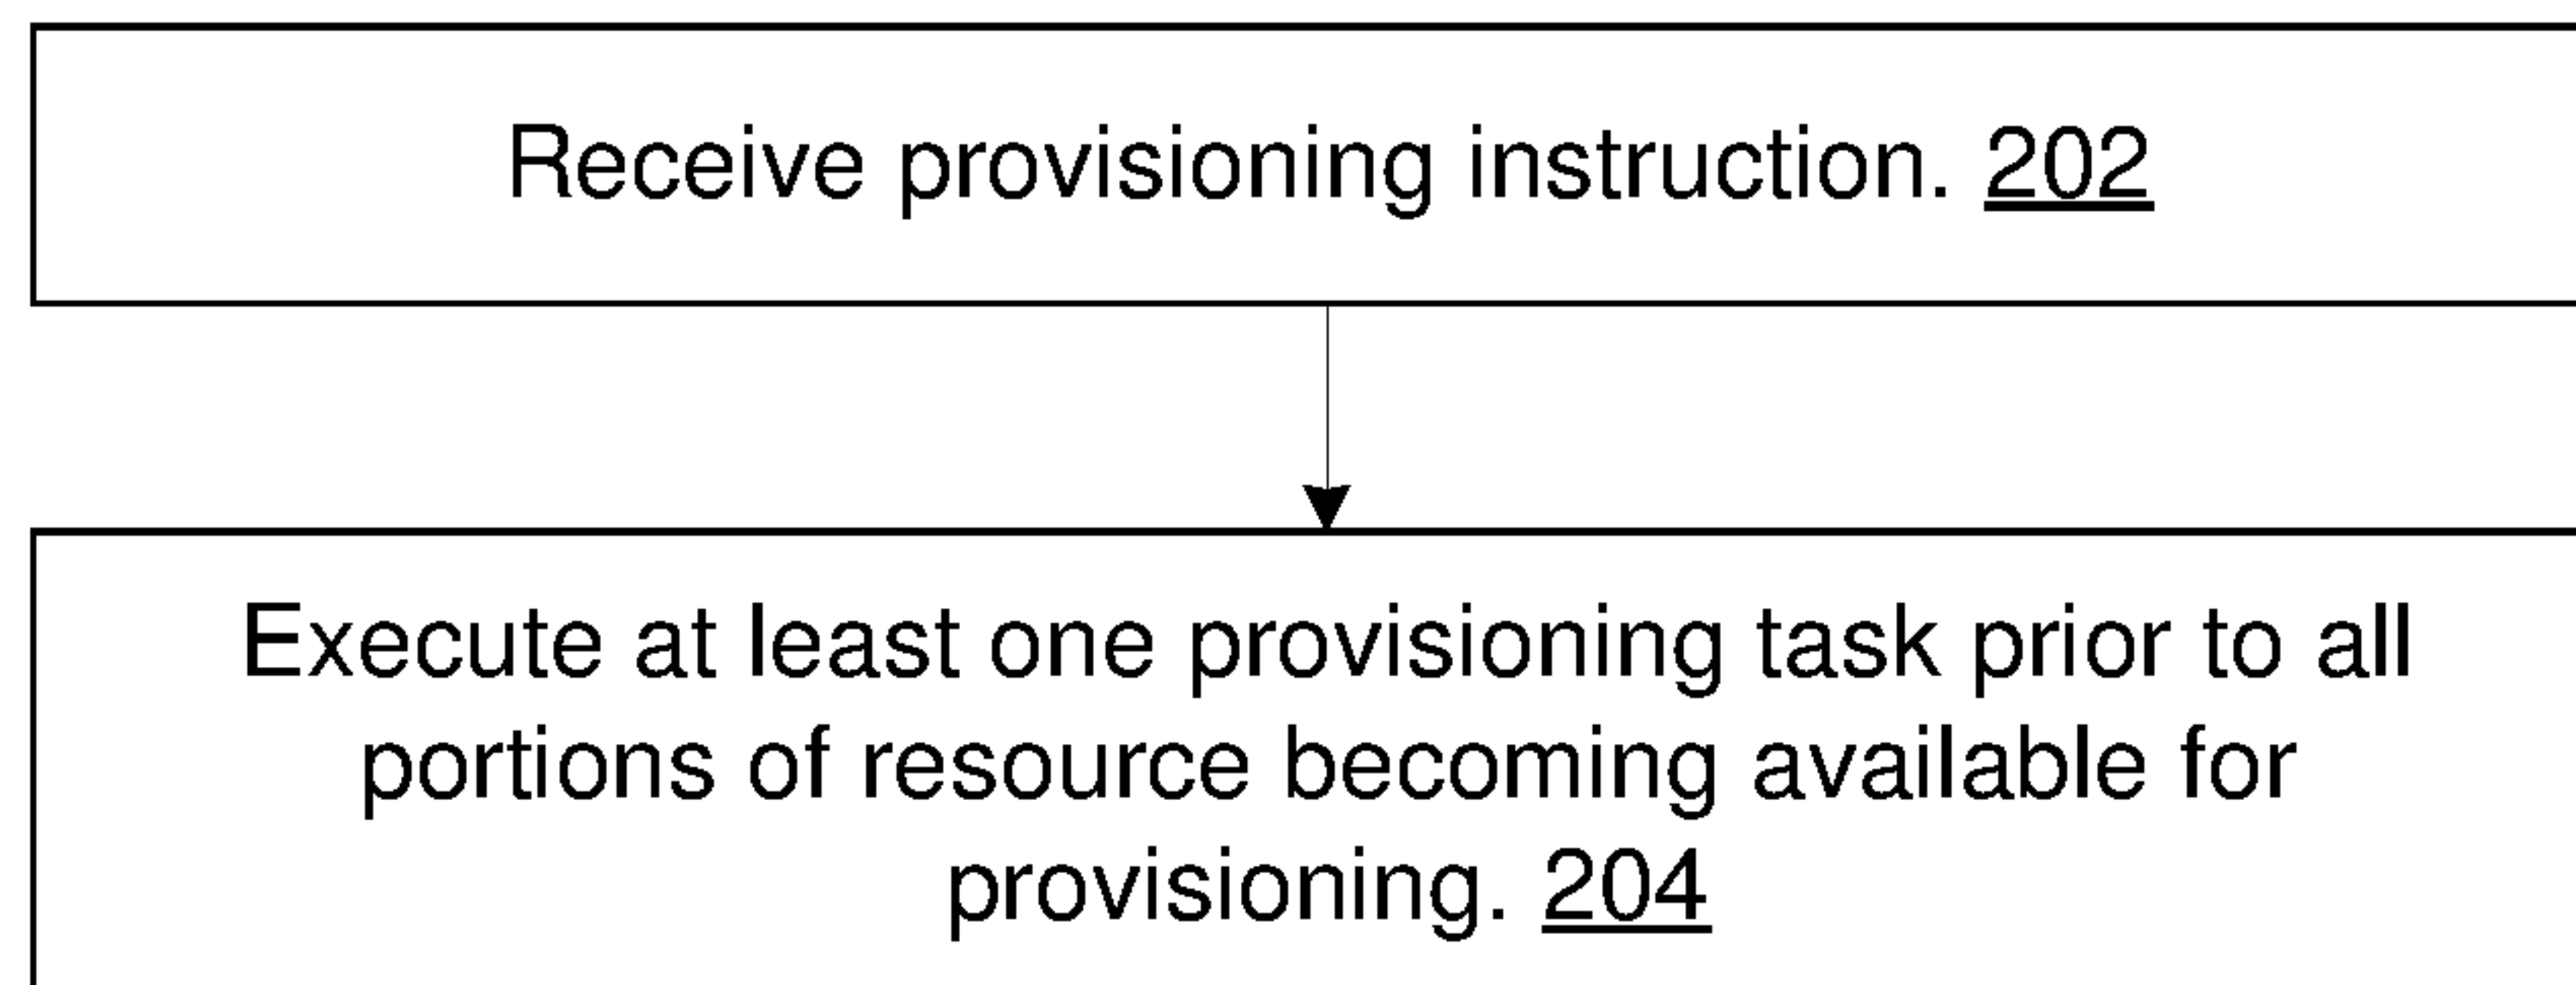 Receive provisioning instruction. 202
Execute at least one provisioning task prior to all
portions of resource becoming available for
provisioning. 204